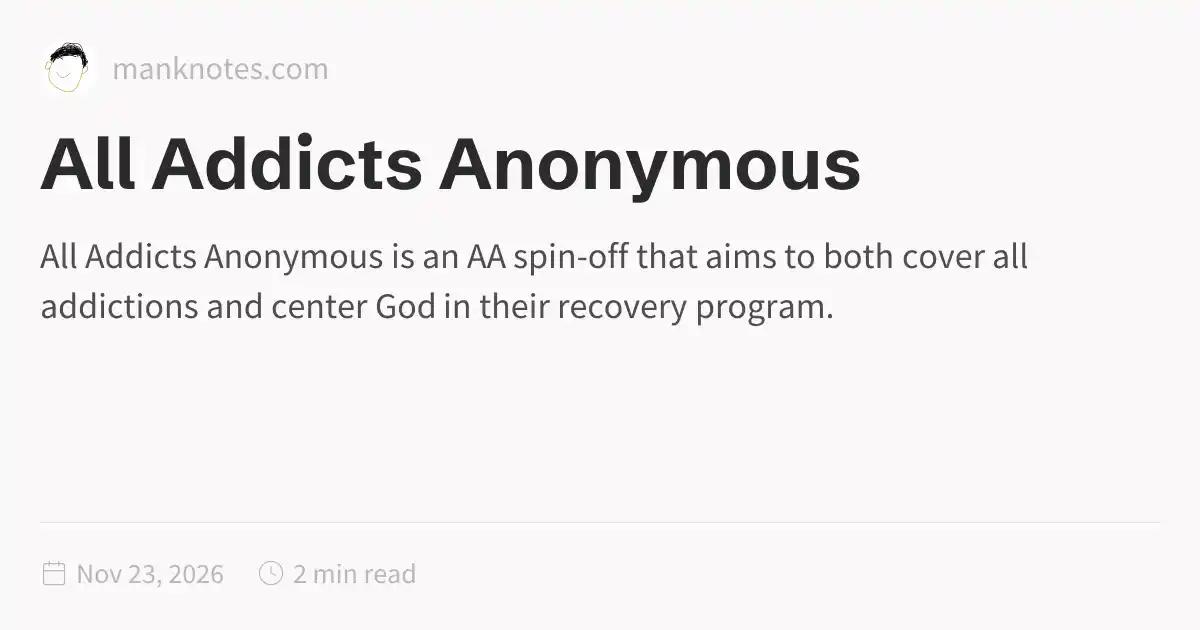 manknotes.com
All Addicts Anonymous
All Addicts Anonymous is an AA spin-off that aims to both cover all
addictions and center God in their recovery program.
Nov 23, 2026 2 min read